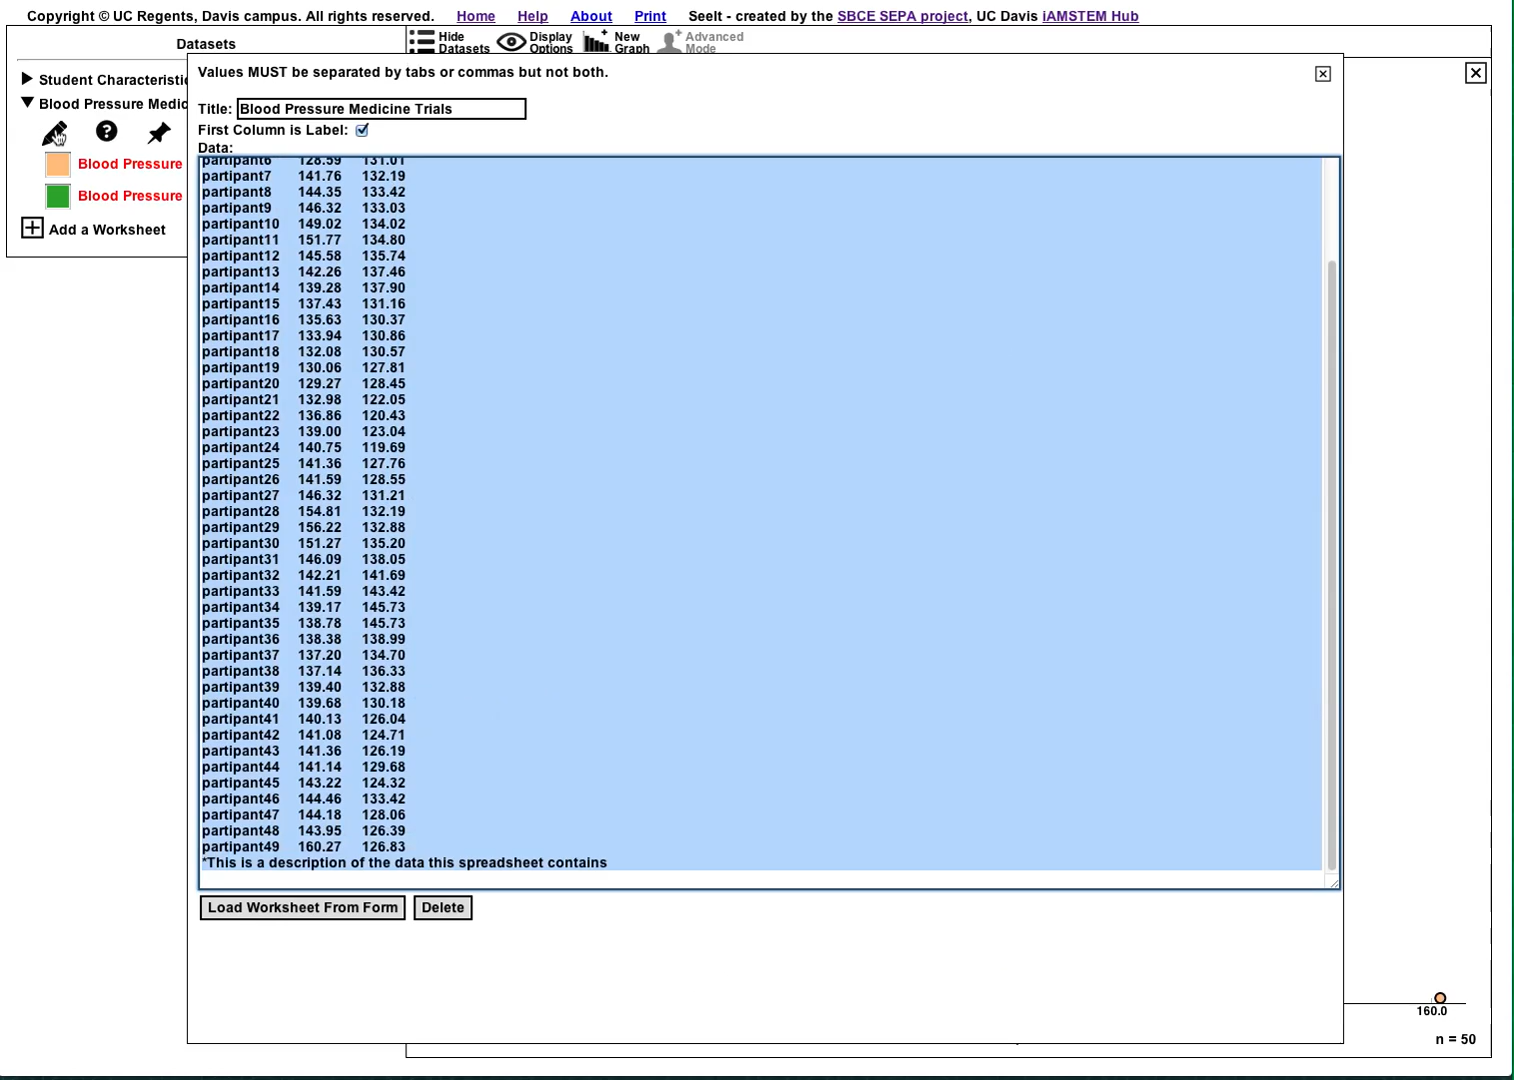 Copyright © UC Regents, Davis campus. All rights reserved. Home Help About Print SeeIt - created by the SBCE SEPA project, UC Davis iAMSTEM Hub
Datasets
Hide Datasets
Display Options
New Graph
Advanced Mode
Student Characteristic
Blood Pressure Medic
Blood Pressure
Blood Pressure
Add a Worksheet
Values MUST be separated by tabs or commas but not both.
Title: Blood Pressure Medicine Trials
First Column is Label:
Data:
partipant6 128.59 131.01
partipant7 141.76 132.19
partipant8 144.35 133.42
partipant9 146.32 133.03
partipant10 149.02 134.02
partipant11 151.77 134.80
partipant12 145.58 135.74
partipant13 142.26 137.46
partipant14 139.28 137.90
partipant15 137.43 131.16
partipant16 135.63 130.37
partipant17 133.94 130.86
partipant18 132.08 130.57
partipant19 130.06 127.81
partipant20 129.27 128.45
partipant21 132.98 122.05
partipant22 136.86 120.43
partipant23 139.00 123.04
partipant24 140.75 119.69
partipant25 141.36 127.76
partipant26 141.59 128.55
partipant27 146.32 131.21
partipant28 154.81 132.19
partipant29 156.22 132.88
partipant30 151.27 135.20
partipant31 146.09 138.05
partipant32 142.21 141.69
partipant33 141.59 143.42
partipant34 139.17 145.73
partipant35 138.78 145.73
partipant36 138.38 138.99
partipant37 137.20 134.70
partipant38 137.14 136.33
partipant39 139.40 132.88
partipant40 139.68 130.18
partipant41 140.13 126.04
partipant42 141.08 124.71
partipant43 141.36 126.19
partipant44 141.14 129.68
partipant45 143.22 124.32
partipant46 144.46 133.42
partipant47 144.18 128.06
partipant48 143.95 126.39
partipant49 160.27 126.83
*This is a description of the data this spreadsheet contains
Load Worksheet From Form Delete
160.0
n = 50